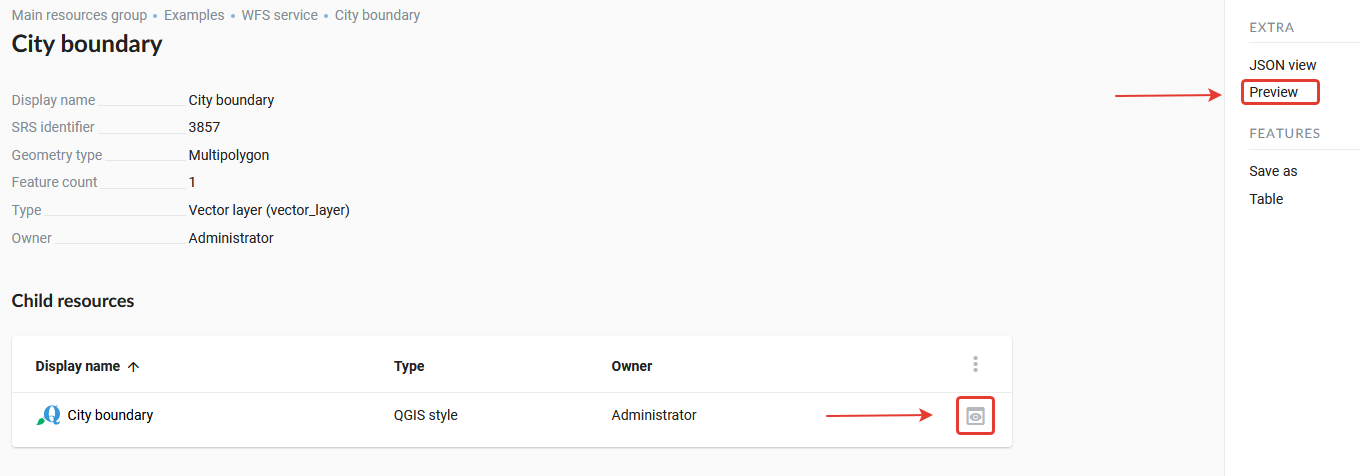 Main resources group • Examples • WFS service • City boundary
City boundary
Display name City boundary
SRS identifier 3857
Geometry type Multipolygon
Feature count 1
Type Vector layer (vector_layer)
Owner Administrator
Child resources
Display name ↑ Type Owner
City boundary QGIS style Administrator
EXTRA
JSON view
Preview
FEATURES
Save as
Table